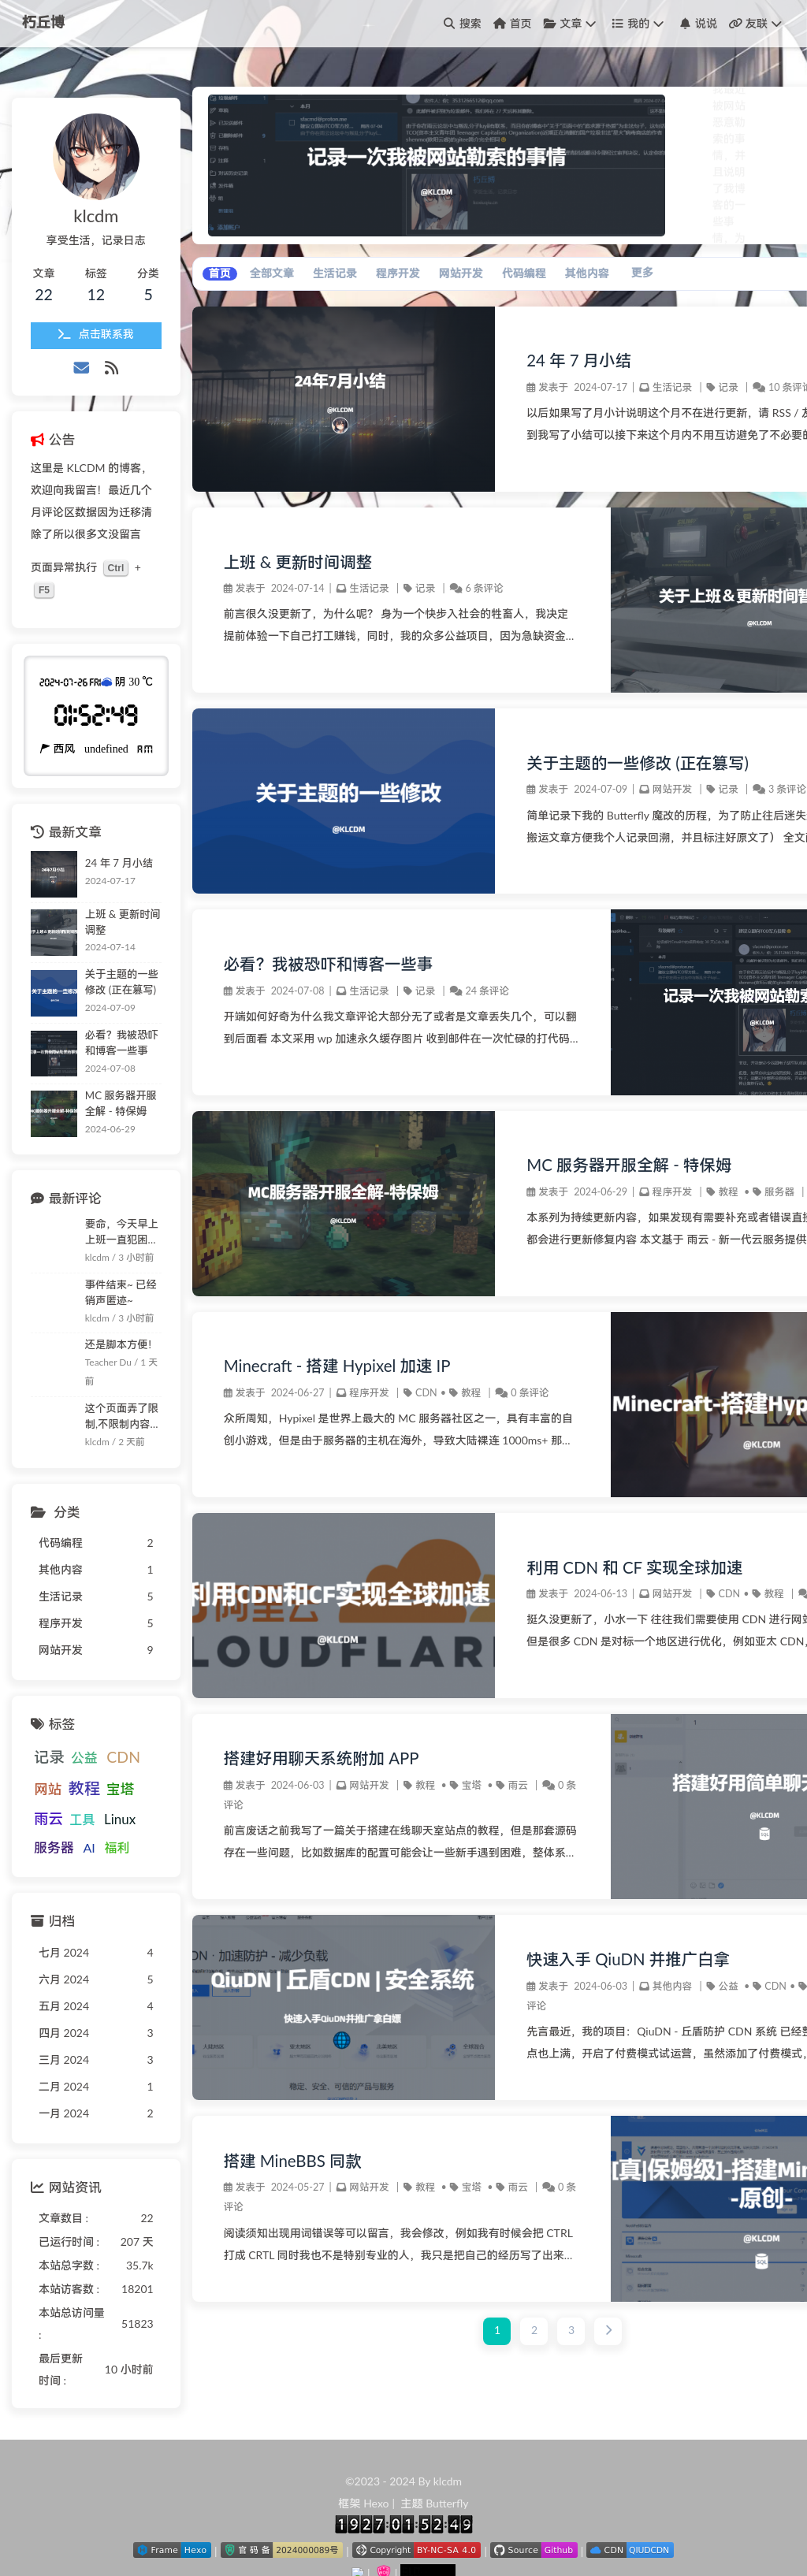 朽丘博
搜索 首页 文章 我的 说说 友联
klcdm
享受生活，记录日志
文章 标签 分类
22 12 5
点击联系我
公告
这里是 KLCDM 的博客，
欢迎向我留言！最近几个
月评论区数据因为迁移清
除了所以很多文没留言
页面异常执行 Ctrl +
F5
2024-07-26 FRI 阴 30 ℃
01:52:49
西风 undefined AM
最新文章
24 年 7 月小结
2024-07-17
上班 & 更新时间
调整
2024-07-14
关于主题的一些
修改 (正在篡写)
2024-07-09
必看？我被恐吓
和博客一些事
2024-07-08
MC 服务器开服
全解 - 特保姆
2024-06-29
最新评论
要命，今天早上
上班一直犯困...
klcdm / 3 小时前
事件结束~ 已经
销声匿迹~
klcdm / 3 小时前
还是脚本方便！
Teacher Du / 1 天
前
这个页面弄了限
制,不限制内容...
klcdm / 2 天前
分类
代码编程 2
其他内容 1
生活记录 5
程序开发 5
网站开发 9
标签
记录 公益 CDN
网站 教程 宝塔
雨云 工具 Linux
服务器 AI 福利
归档
七月 2024 4
六月 2024 5
五月 2024 4
四月 2024 3
三月 2024 3
二月 2024 1
一月 2024 2
网站资讯
文章数目 : 22
已运行时间 : 207 天
本站总字数 : 35.7k
本站访客数 : 18201
本站总访问量
: 51823
最后更新
时间 : 10 小时前
记录一次我被网站勒索的事情
@KLCDM
首页 全部文章 生活记录 程序开发 网站开发 代码编程 其他内容 更多
24年7月小结
@KLCDM
24 年 7 月小结
发表于 2024-07-17 | 生活记录 | 记录 | 10 条评论
以后如果写了月小计说明这个月不在进行更新，请 RSS / 友
到我写了小结可以接下来这个月内不用互访避免了不必要的
上班 & 更新时间调整
发表于 2024-07-14 | 生活记录 | 记录 | 6 条评论
前言很久没更新了，为什么呢？ 身为一个快步入社会的牲畜人，我决定
提前体验一下自己打工赚钱，同时，我的众多公益项目，因为急缺资金...
关于上班＆更新时间暂
@KLCDM
关于主题的一些修改
@KLCDM
关于主题的一些修改 (正在篡写)
发表于 2024-07-09 | 网站开发 | 记录 | 3 条评论
简单记录下我的 Butterfly 魔改的历程，为了防止往后迷失
搬运文章方便我个人记录回溯，并且标注好原文了） 全文
必看？我被恐吓和博客一些事
发表于 2024-07-08 | 生活记录 | 记录 | 24 条评论
开端如何好奇为什么我文章评论大部分无了或者是文章丢失几个，可以翻
到后面看 本文采用 wp 加速永久缓存图片 收到邮件在一次忙碌的打代码...
记录一次我被网站勒索
@KLCDM
MC服务器开服全解-特保姆
@KLCDM
MC 服务器开服全解 - 特保姆
发表于 2024-06-29 | 程序开发 | 教程 • 服务器 |
本系列为持续更新内容，如果发现有需要补充或者错误直接
都会进行更新修复内容 本文基于 雨云 - 新一代云服务提供
Minecraft - 搭建 Hypixel 加速 IP
发表于 2024-06-27 | 程序开发 | CDN • 教程 | 0 条评论
众所周知，Hypixel 是世界上最大的 MC 服务器社区之一，具有丰富的自
创小游戏，但是由于服务器的主机在海外，导致大陆裸连 1000ms+ 那...
Minecraft-搭建Hyp
@KLCDM
利用CDN和CF实现全球加速
阿里云
LOUDFLAR
@KLCDM
利用 CDN 和 CF 实现全球加速
发表于 2024-06-13 | 网站开发 | CDN • 教程 |
挺久没更新了，小水一下 往往我们需要使用 CDN 进行网站
但是很多 CDN 是对标一个地区进行优化，例如亚太 CDN，
搭建好用聊天系统附加 APP
发表于 2024-06-03 | 网站开发 | 教程 • 宝塔 • 雨云 | 0 条
评论
前言废话之前我写了一篇关于搭建在线聊天室站点的教程，但是那套源码
存在一些问题，比如数据库的配置可能会让一些新手遇到困难，整体系...
搭建好用简单聊天
@KLCDM
QiuDN | 丘盾CDN | 安全系统
快速入手QiuDN并推广拿白嫖
稳定、安全、可信的产品与服务
快速入手 QiuDN 并推广白拿
发表于 2024-06-03 | 其他内容 | 公益 • CDN •
评论
先言最近，我的项目：QiuDN - 丘盾防护 CDN 系统 已经整
点也上满，开启了付费模式试运营，虽然添加了付费模式，
搭建 MineBBS 同款
发表于 2024-05-27 | 网站开发 | 教程 • 宝塔 • 雨云 | 0 条
评论
阅读须知出现用词错误等可以留言，我会修改，例如我有时候会把 CTRL
打成 CRTL 同时我也不是特别专业的人，我只是把自己的经历写了出来...
[真|保姆级]-搭建Min
-原创-
@KLCDM
1 2 3
©2023 - 2024 By klcdm
框架 Hexo | 主题 Butterfly
1927:01:52:49
Frame Hexo | 官 码 备 2024000089号 | Copyright BY-NC-SA 4.0 | Source Github | CDN QIUDCDN